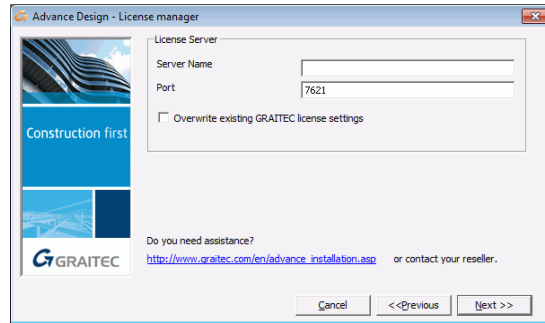 Advance Design - License manager
License Server
Server Name
Port
7621
Overwrite existing GRAITEC license settings
Construction first
GRAITEC
Do you need assistance?
http://www.graitec.com/en/advance_installation.asp or contact your reseller.
Cancel <<Previous Next >>